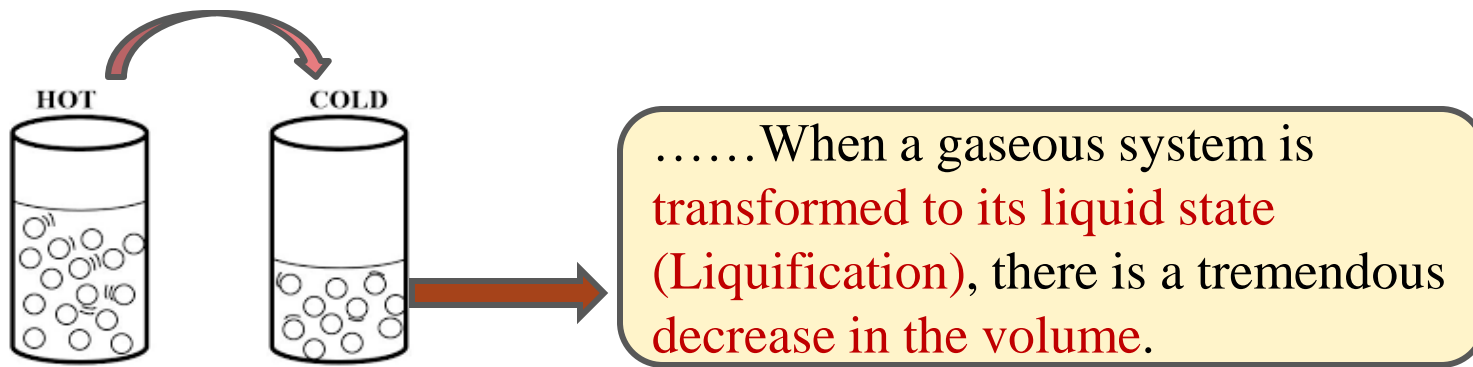 HOT
COLD
……When a gaseous system is
transformed to its liquid state
(Liquification), there is a tremendous
decrease in the volume.